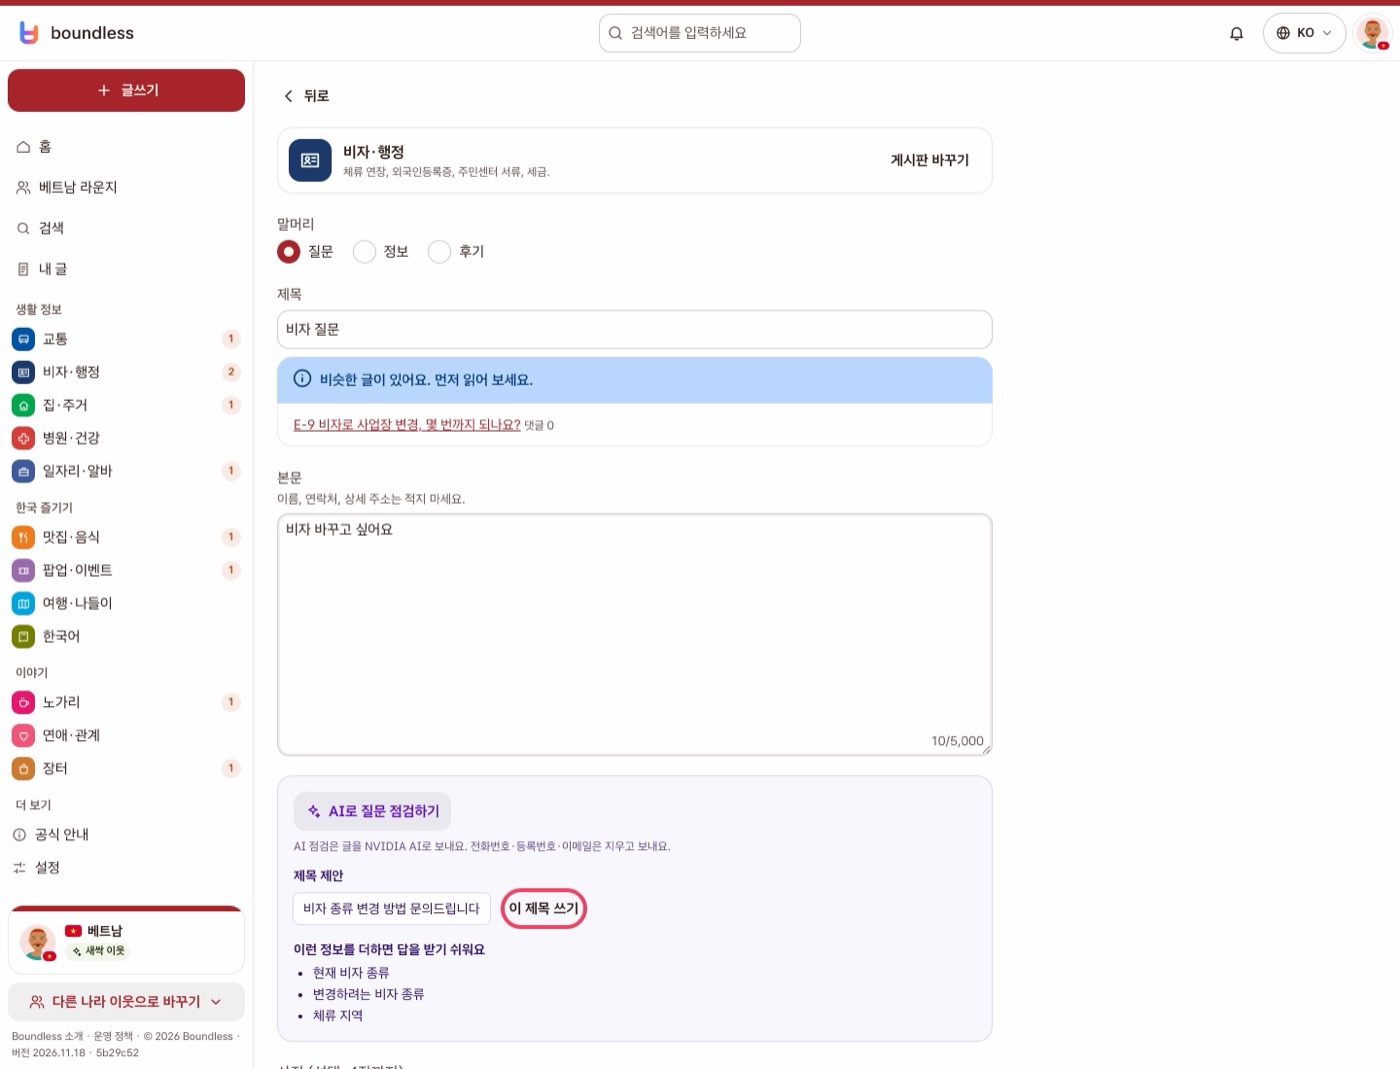 boundless
검색어를 입력하세요
KO
글쓰기
홈
베트남 라운지
검색
내 글
생활 정보
교통 1
비자·행정 2
집·주거 1
병원·건강
일자리·알바 1
한국 즐기기
맛집·음식 1
팝업·이벤트 1
여행·나들이
한국어
이야기
노가리 1
연애·관계
장터 1
더 보기
공식 안내
설정
베트남
새싹 이웃
다른 나라 이웃으로 바꾸기
Boundless 소개 · 운영 정책 · © 2026 Boundless ·
버전 2026.11.18 · 5b29c52
뒤로
비자·행정
체류 연장, 외국인등록증, 주민센터 서류, 세금.
게시판 바꾸기
말머리
질문 정보 후기
제목
비자 질문
비슷한 글이 있어요. 먼저 읽어 보세요.
E-9 비자로 사업장 변경, 몇 번까지 되나요? 댓글 0
본문
이름, 연락처, 상세 주소는 적지 마세요.
비자 바꾸고 싶어요
10/5,000
AI로 질문 점검하기
AI 점검은 글을 NVIDIA AI로 보내요. 전화번호·등록번호·이메일은 지우고 보내요.
제목 제안
비자 종류 변경 방법 문의드립니다 이 제목 쓰기
이런 정보를 더하면 답을 받기 쉬워요
• 현재 비자 종류
• 변경하려는 비자 종류
• 체류 지역